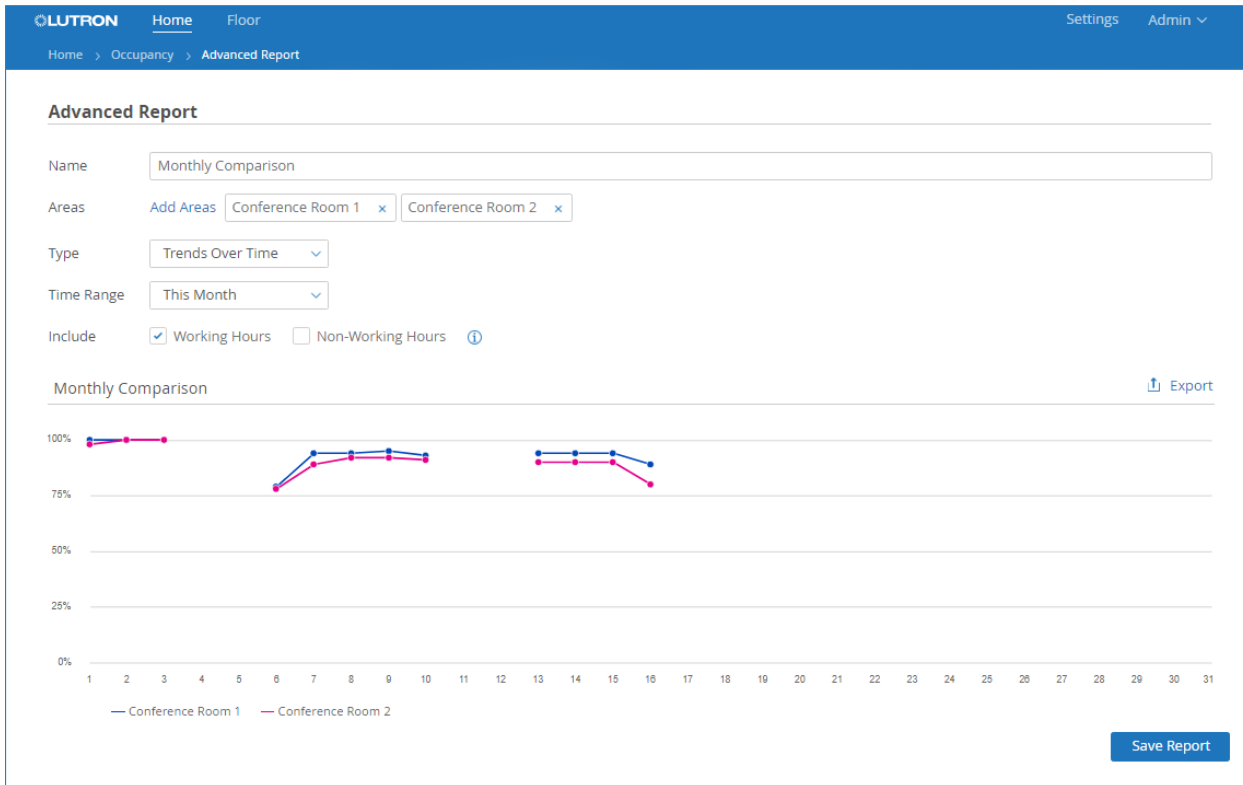 LUTRON Home Floor Settings Admin
Home > Occupancy > Advanced Report
Advanced Report
Name Monthly Comparison
Areas Add Areas Conference Room 1 × Conference Room 2 ×
Type Trends Over Time
Time Range This Month
Include Working Hours Non-Working Hours i
Monthly Comparison Export
100%
75%
50%
25%
0%
1 2 3 4 5 6 7 8 9 10 11 12 13 14 15 16 17 18 19 20 21 22 23 24 25 26 27 28 29 30 31
Conference Room 1 Conference Room 2
Save Report